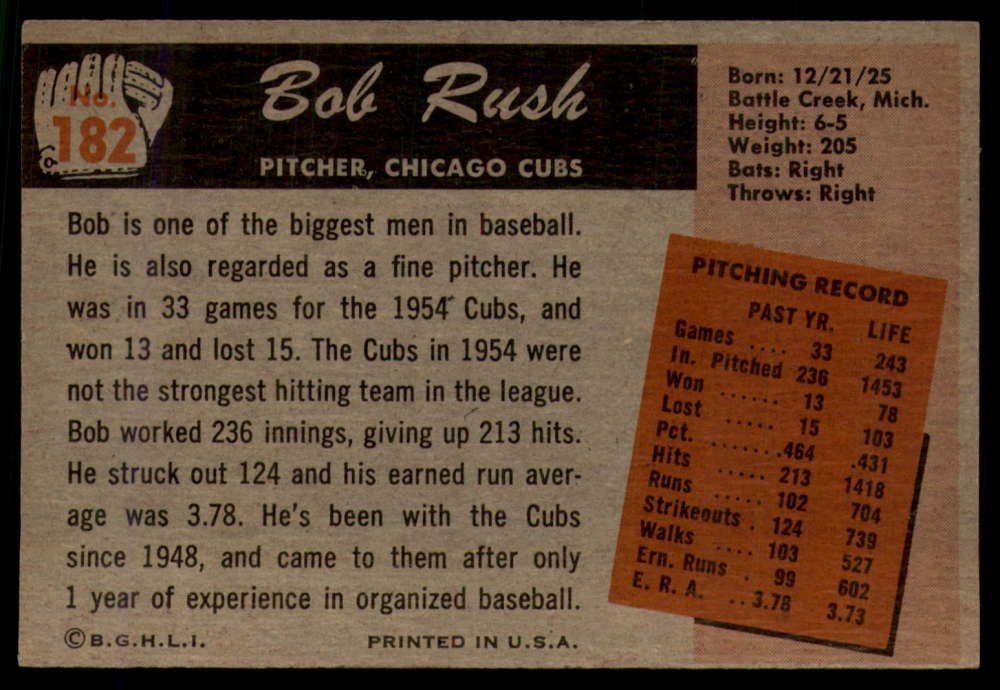 No.
182
Bob Rush
PITCHER, CHICAGO CUBS
Born: 12/21/25
Battle Creek, Mich.
Height: 6-5
Weight: 205
Bats: Right
Throws: Right
Bob is one of the biggest men in baseball.
He is also regarded as a fine pitcher. He
was in 33 games for the 1954 Cubs, and
won 13 and lost 15. The Cubs in 1954 were
not the strongest hitting team in the league.
Bob worked 236 innings, giving up 213 hits.
He struck out 124 and his earned run aver-
age was 3.78. He's been with the Cubs
since 1948, and came to them after only
1 year of experience in organized baseball.
©B.G.H.L.I. PRINTED IN U.S.A.
PITCHING RECORD
PAST YR. LIFE
Games .... 33 243
In. Pitched 236 1453
Won ...... 13 78
Lost ..... 15 103
Pct. .......464 .431
Hits ..... 213 1418
Runs ..... 102 704
Strikeouts . 124 739
Walks .... 103 527
Ern. Runs . 99 602
E. R. A. ..3.78 3.73